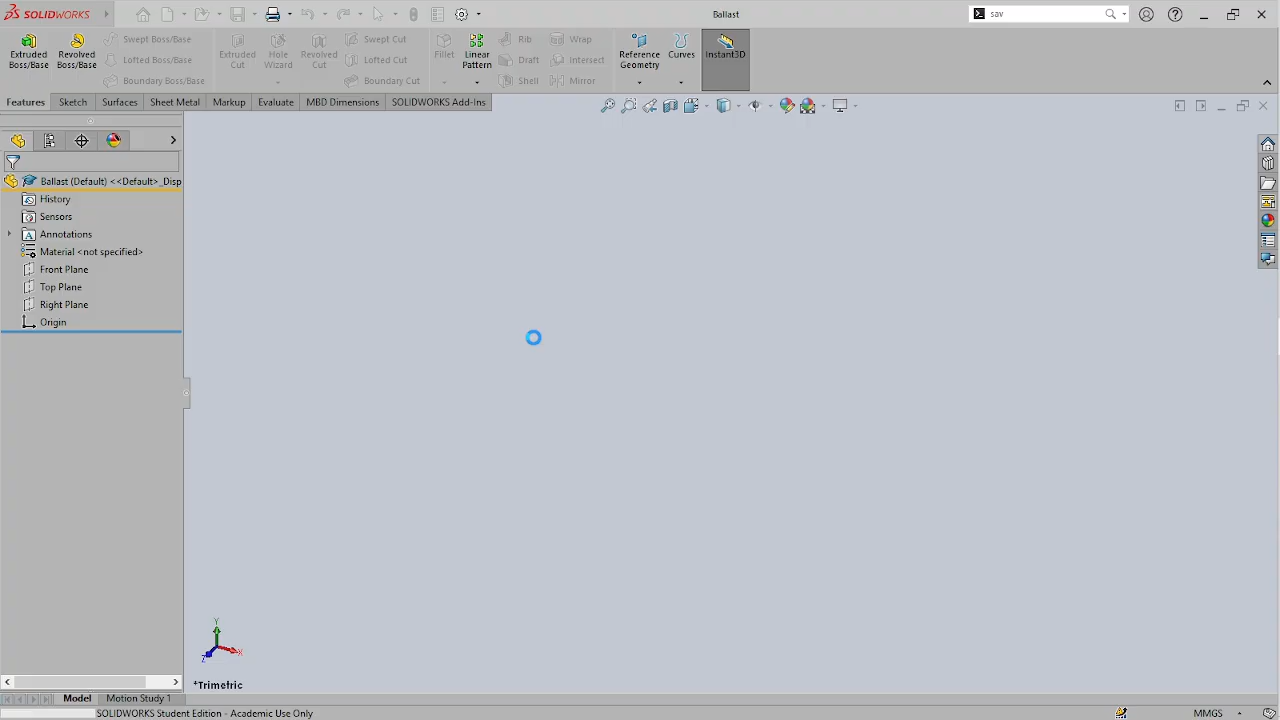 SOLIDWORKS
Ballast
sav
Extruded Boss/Base
Revolved Boss/Base
Swept Boss/Base
Lofted Boss/Base
Boundary Boss/Base
Extruded Cut
Hole Wizard
Revolved Cut
Swept Cut
Lofted Cut
Boundary Cut
Fillet
Linear Pattern
Rib
Draft
Shell
Wrap
Intersect
Mirror
Reference Geometry
Curves
Instant3D
Features
Sketch
Surfaces
Sheet Metal
Markup
Evaluate
MBD Dimensions
SOLIDWORKS Add-Ins
Ballast (Default) <<Default>_Disp
History
Sensors
Annotations
Material <not specified>
Front Plane
Top Plane
Right Plane
Origin
Y
X
Z
*Trimetric
Model
Motion Study 1
SOLIDWORKS Student Edition - Academic Use Only
MMGS